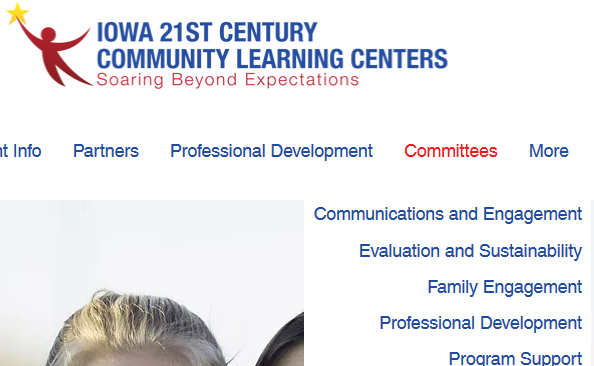 IOWA 21ST CENTURY
COMMUNITY LEARNING CENTERS
Soaring Beyond Expectations
Info Partners Professional Development Committees More
Communications and Engagement
Evaluation and Sustainability
Family Engagement
Professional Development
Program Support